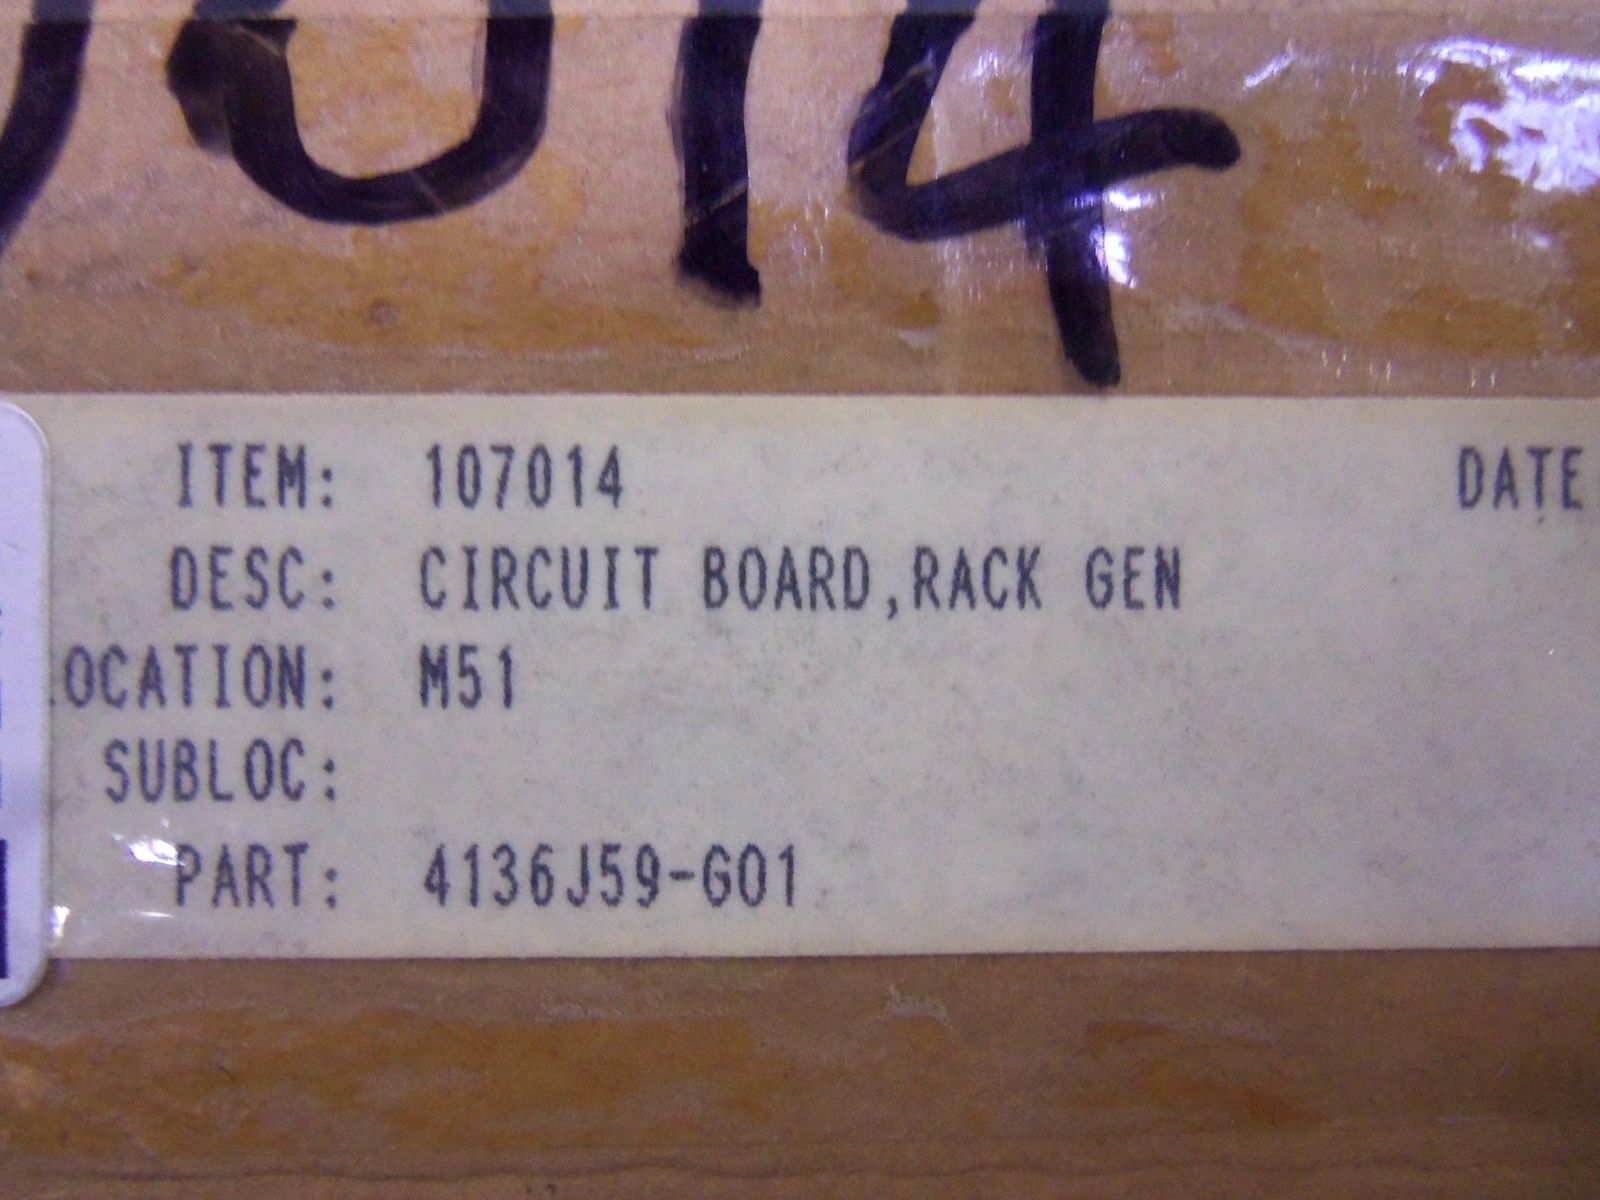 7014
ITEM: 107014 DATE
DESC: CIRCUIT BOARD,RACK GEN
OCATION: M51
SUBLOC:
PART: 4136J59-G01